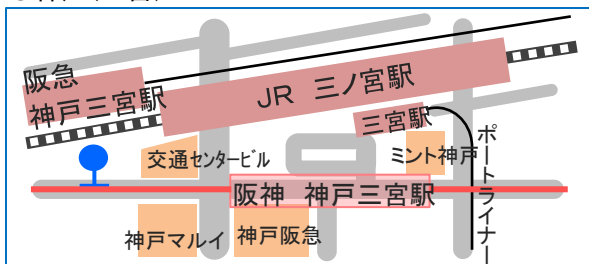 阪急
神戸三宮駅
JR 三ノ宮駅
三宮駅
交通センタービル
ミント神戸
ポートライナー
阪神 神戸三宮駅
神戸マルイ
神戸阪急